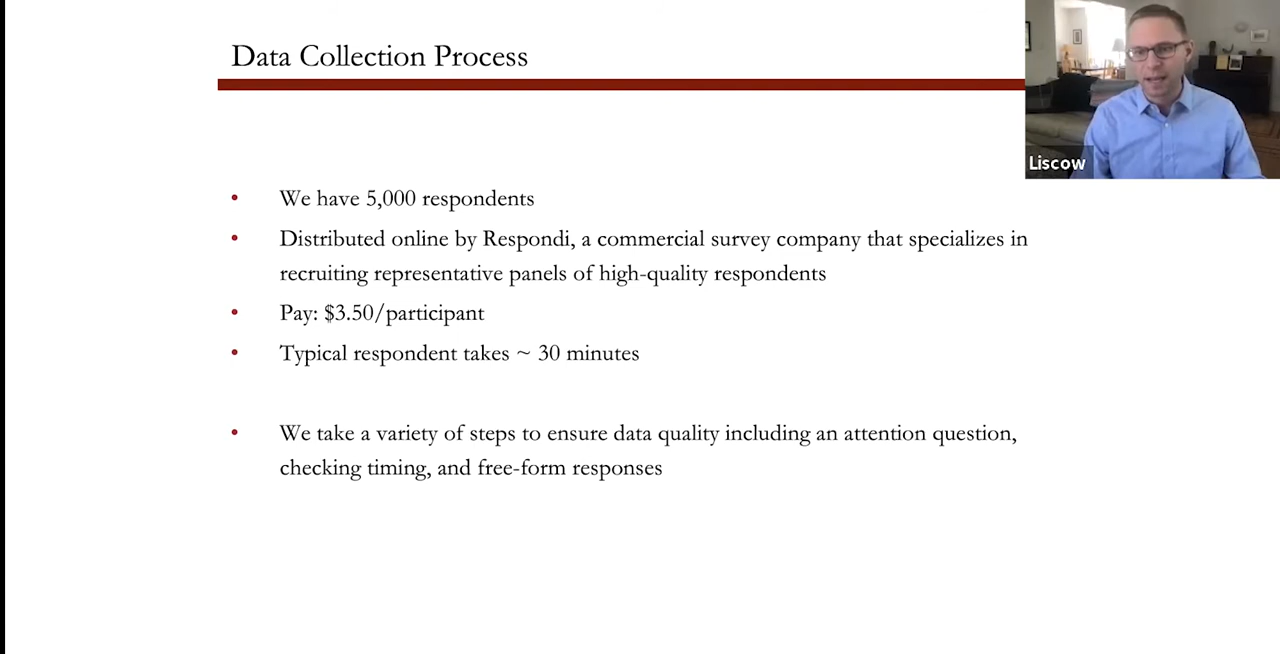 Data Collection Process
Liscow
• We have 5,000 respondents
• Distributed online by Respondi, a commercial survey company that specializes in
recruiting representative panels of high-quality respondents
• Pay: $3.50/participant
• Typical respondent takes ~ 30 minutes
• We take a variety of steps to ensure data quality including an attention question,
checking timing, and free-form responses